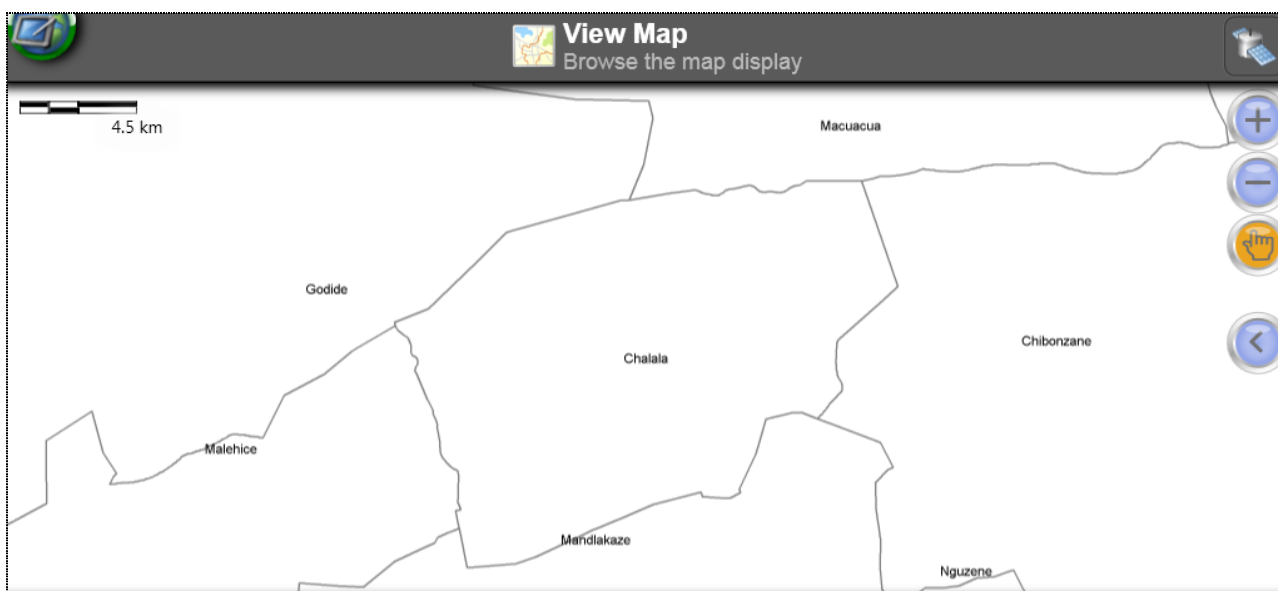 View Map
Browse the map display
4.5 km
Macuacua
Godide
Chibonzane
Chalala
Malehice
Mandlakaze
Nguzene